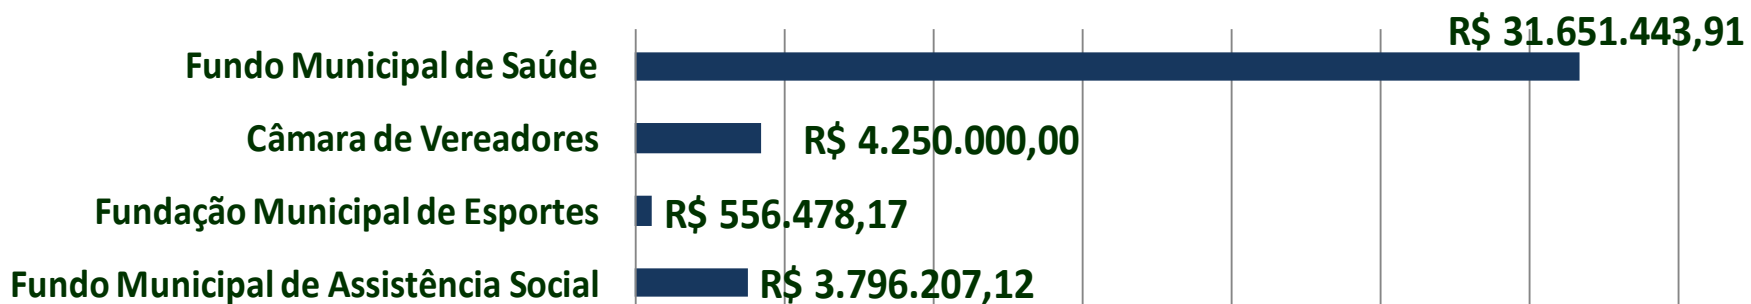 R$ 31.651.443,91
Fundo Municipal de Saúde
Câmara de Vereadores R$ 4.250.000,00
Fundação Municipal de Esportes R$ 556.478,17
Fundo Municipal de Assistência Social R$ 3.796.207,12